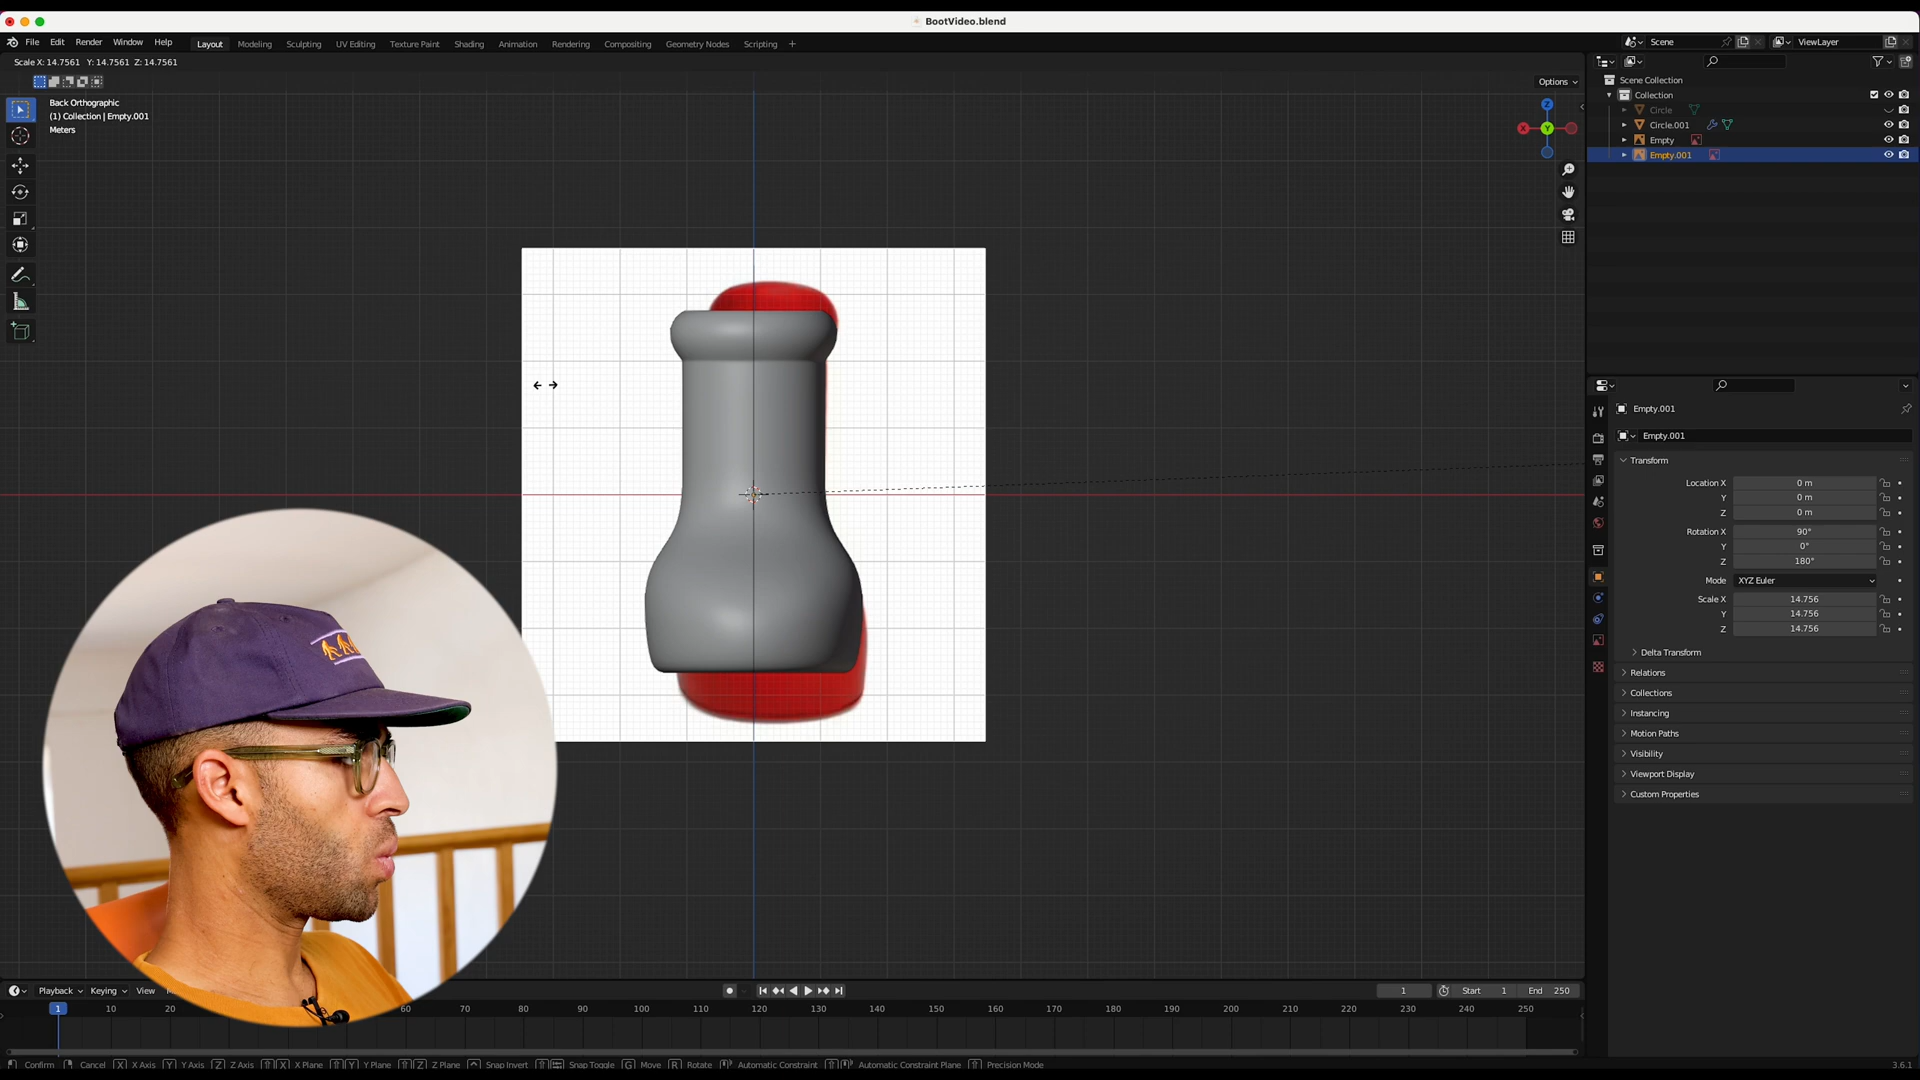 BootVideo.blend
File Edit Render Window Help Layout Modeling Sculpting UV Editing Texture Paint Shading Animation Rendering Compositing Geometry Nodes Scripting + Scene ViewLayer
Scale X: 14.7561 Y: 14.7561 Z: 14.7561
Options
Back Orthographic
(1) Collection | Empty.001
Meters
Z
X
Y
Scene Collection
Collection
Circle
Circle.001
Empty
Empty.001
Empty.001
Empty.001
Transform
Location X 0 m
Y 0 m
Z 0 m
Rotation X 90°
Y 0°
Z 180°
Mode XYZ Euler
Scale X 14.756
Y 14.756
Z 14.756
Delta Transform
Relations
Collections
Instancing
Motion Paths
Visibility
Viewport Display
Custom Properties
Playback Keying View 1 Start 1 End 250
1 10 20 60 70 80 90 100 110 120 130 140 150 160 170 180 190 200 210 220 230 240 250
Confirm Cancel X X Axis Y Y Axis Z Z Axis X X Plane Y Y Plane Z Z Plane Snap Invert Snap Toggle G Move R Rotate Automatic Constraint Automatic Constraint Plane Precision Mode 3.6.1